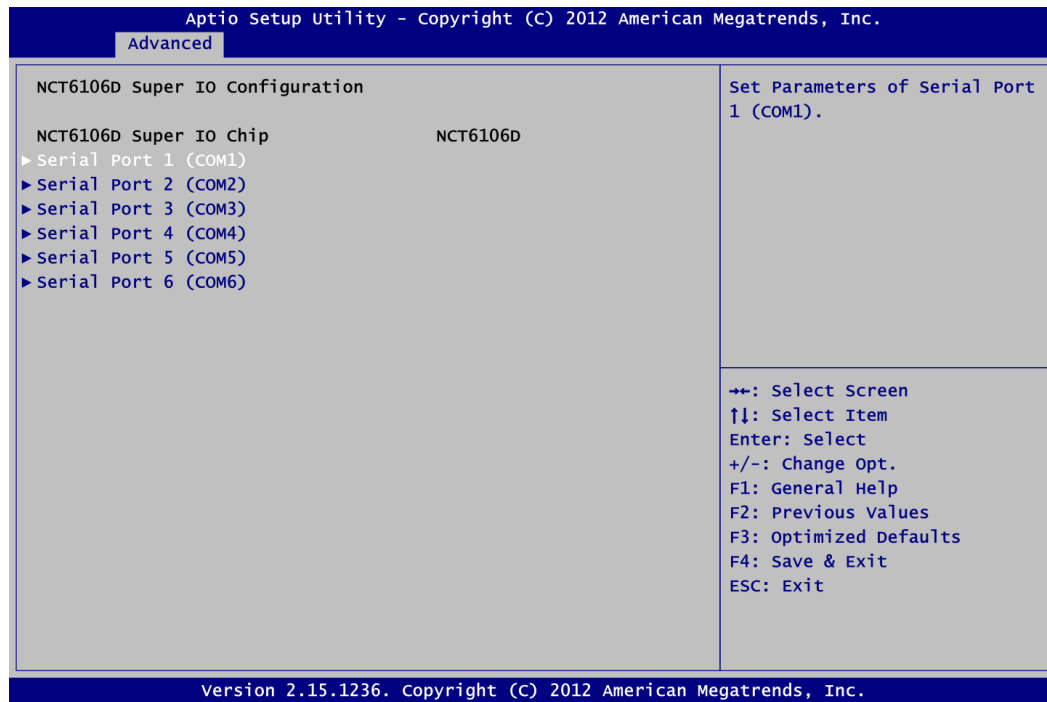 Aptio Setup Utility - Copyright (C) 2012 American Megatrends, Inc.
Advanced
NCT6106D Super IO Configuration
NCT6106D Super IO Chip NCT6106D
►Serial Port 1 (COM1)
►Serial Port 2 (COM2)
►Serial Port 3 (COM3)
►Serial Port 4 (COM4)
►Serial Port 5 (COM5)
►Serial Port 6 (COM6)
Set Parameters of Serial Port
1 (COM1).
→←: Select Screen
↑↓: Select Item
Enter: Select
+/-: Change Opt.
F1: General Help
F2: Previous Values
F3: Optimized Defaults
F4: Save & Exit
ESC: Exit
Version 2.15.1236. Copyright (C) 2012 American Megatrends, Inc.